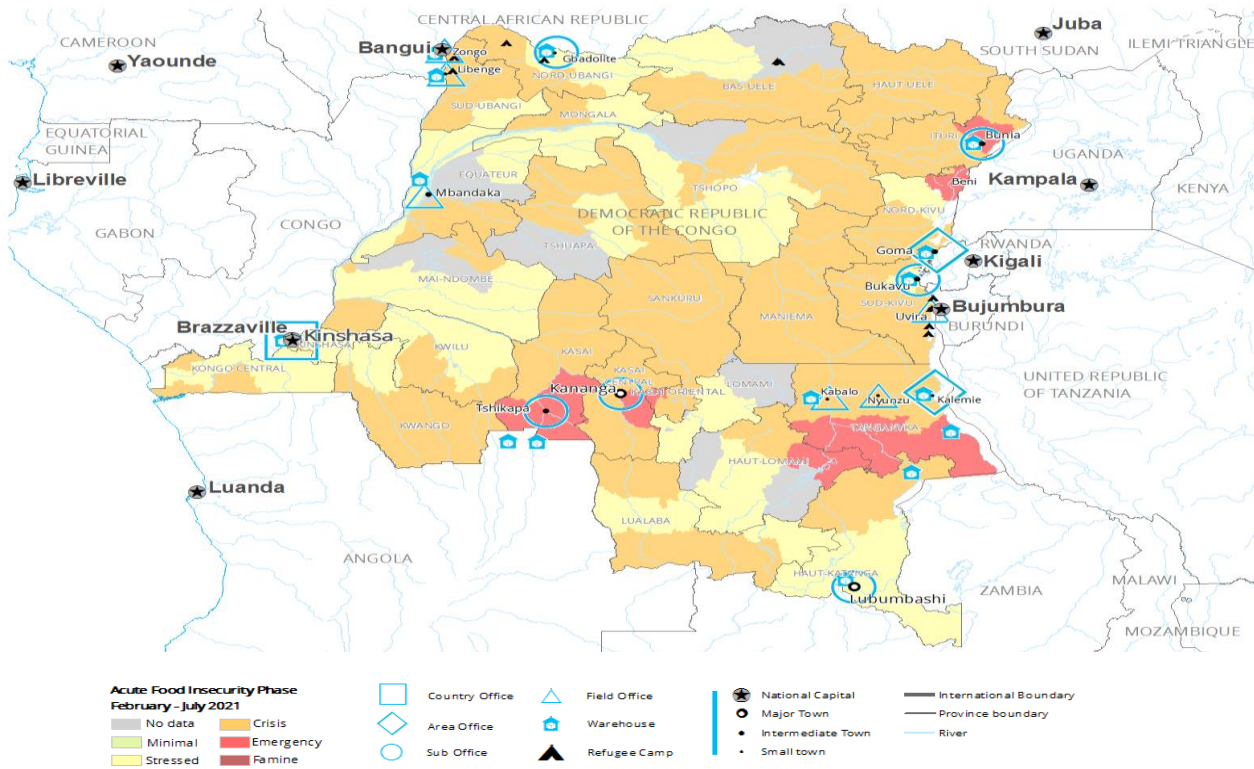 CENTRAL AFRICAN REPUBLIC
CAMEROON
Yaounde
Bangui
Zongo
Libenge
Gbadolite
NORD-UBANGI
SUD-UBANGI
MONGALA
BAS-UELE
HAUT-UELE
Juba
SOUTH SUDAN
ILEMI TRIANGLE
EQUATORIAL
GUINEA
Libreville
GABON
CONGO
EQUATEUR
Mbandaka
TSHOPO
ITURI
Bunia
Beni
UGANDA
Kampala
KENYA
DEMOCRATIC REPUBLIC
OF THE CONGO
TSHUAPA
MAI-NDOMBE
NORD-KIVU
Goma
RWANDA
Kigali
Bukavu
SUD-KIVU
Uvira
Bujumbura
BURUNDI
SANKURU
MANIEMA
Brazzaville
Kinshasa
KINSHASA
KONGO CENTRAL
KWILU
KWANGO
KASAI
KASAI
CENTRAL
KASAI ORIENTAL
Kananga
Tshikapa
LOMAMI
Kabalo
Nyunzu
Kalemie
TANGANYIKA
UNITED REPUBLIC
OF TANZANIA
HAUT-LOMAMI
LUALABA
HAUT-KATANGA
Lubumbashi
Luanda
ANGOLA
ZAMBIA
MALAWI
MOZAMBIQUE
Acute Food Insecurity Phase
February - July 2021
No data
Crisis
Minimal
Emergency
Stressed
Famine
Country Office
Area Office
Sub Office
Field Office
Warehouse
Refugee Camp
National Capital
Major Town
Intermediate Town
Small town
International Boundary
Province boundary
River